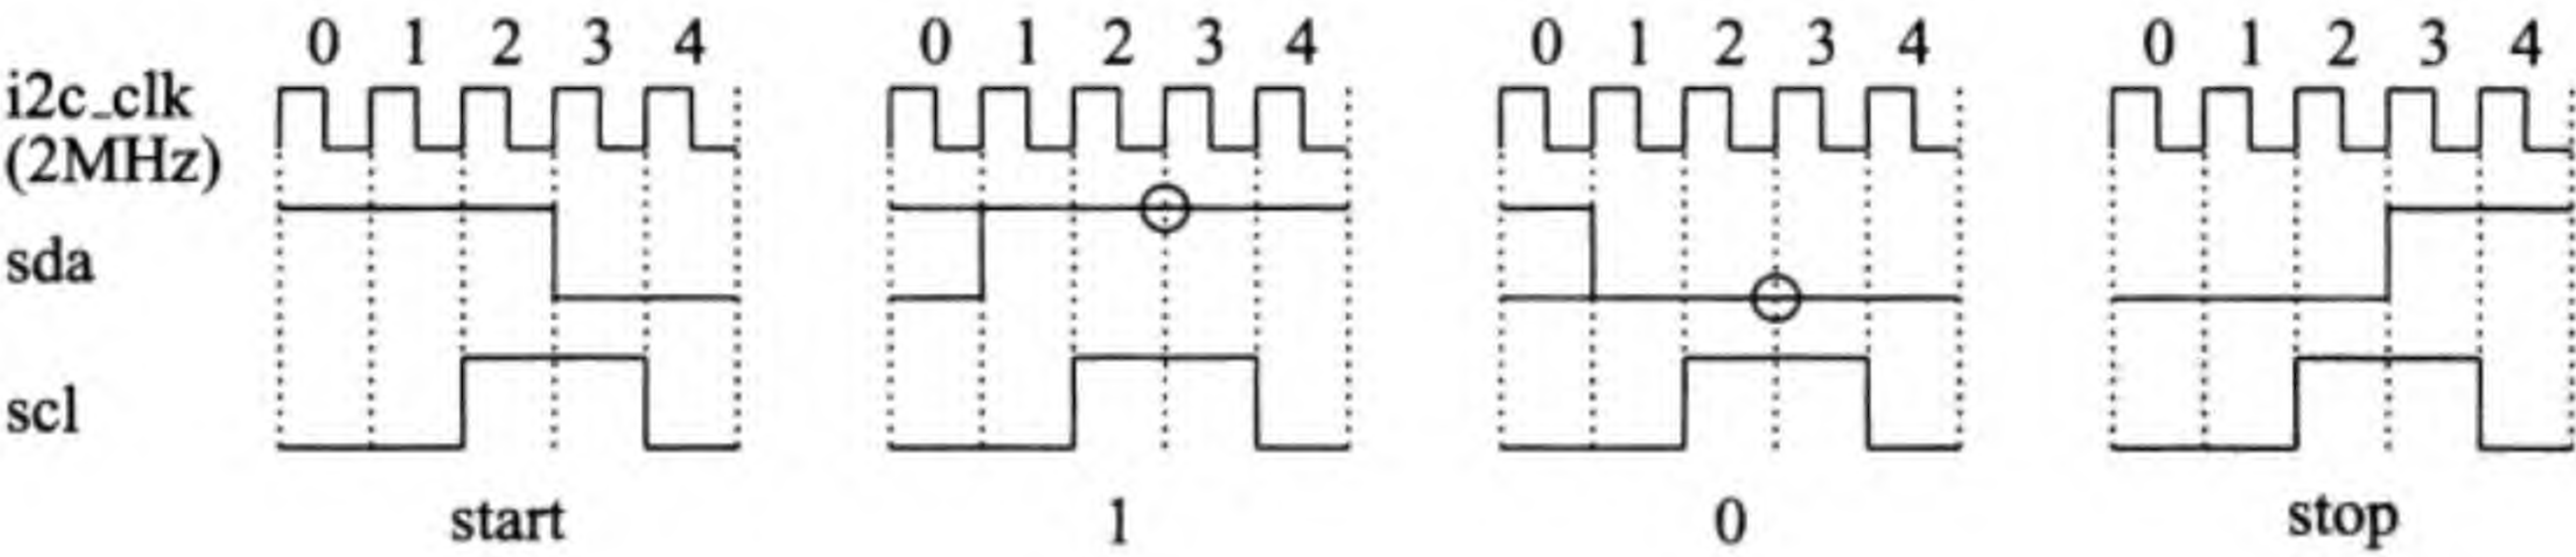 0 1 2 3 4 0 1 2 3 4 0 1 2 3 4 0 1 2 3 4
i2c_clk
(2MHz)
sda
scl
start 1 0 stop